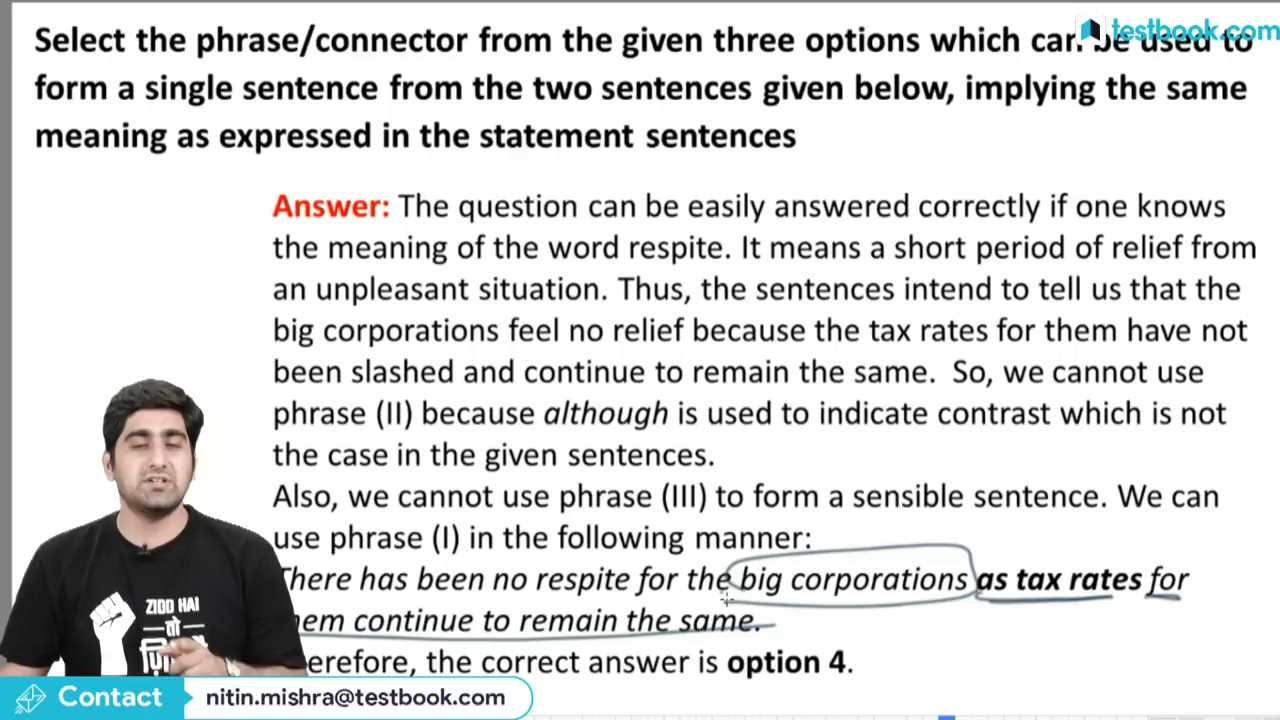 testbook.com
Select the phrase/connector from the given three options which can be used to
form a single sentence from the two sentences given below, implying the same
meaning as expressed in the statement sentences
Answer: The question can be easily answered correctly if one knows
the meaning of the word respite. It means a short period of relief from
an unpleasant situation. Thus, the sentences intend to tell us that the
big corporations feel no relief because the tax rates for them have not
been slashed and continue to remain the same. So, we cannot use
phrase (II) because although is used to indicate contrast which is not
the case in the given sentences.
Also, we cannot use phrase (III) to form a sensible sentence. We can
use phrase (I) in the following manner:
There has been no respite for the big corporations as tax rates for
them continue to remain the same.
Therefore, the correct answer is option 4.
ZIDD HAI
तो
Contact nitin.mishra@testbook.com